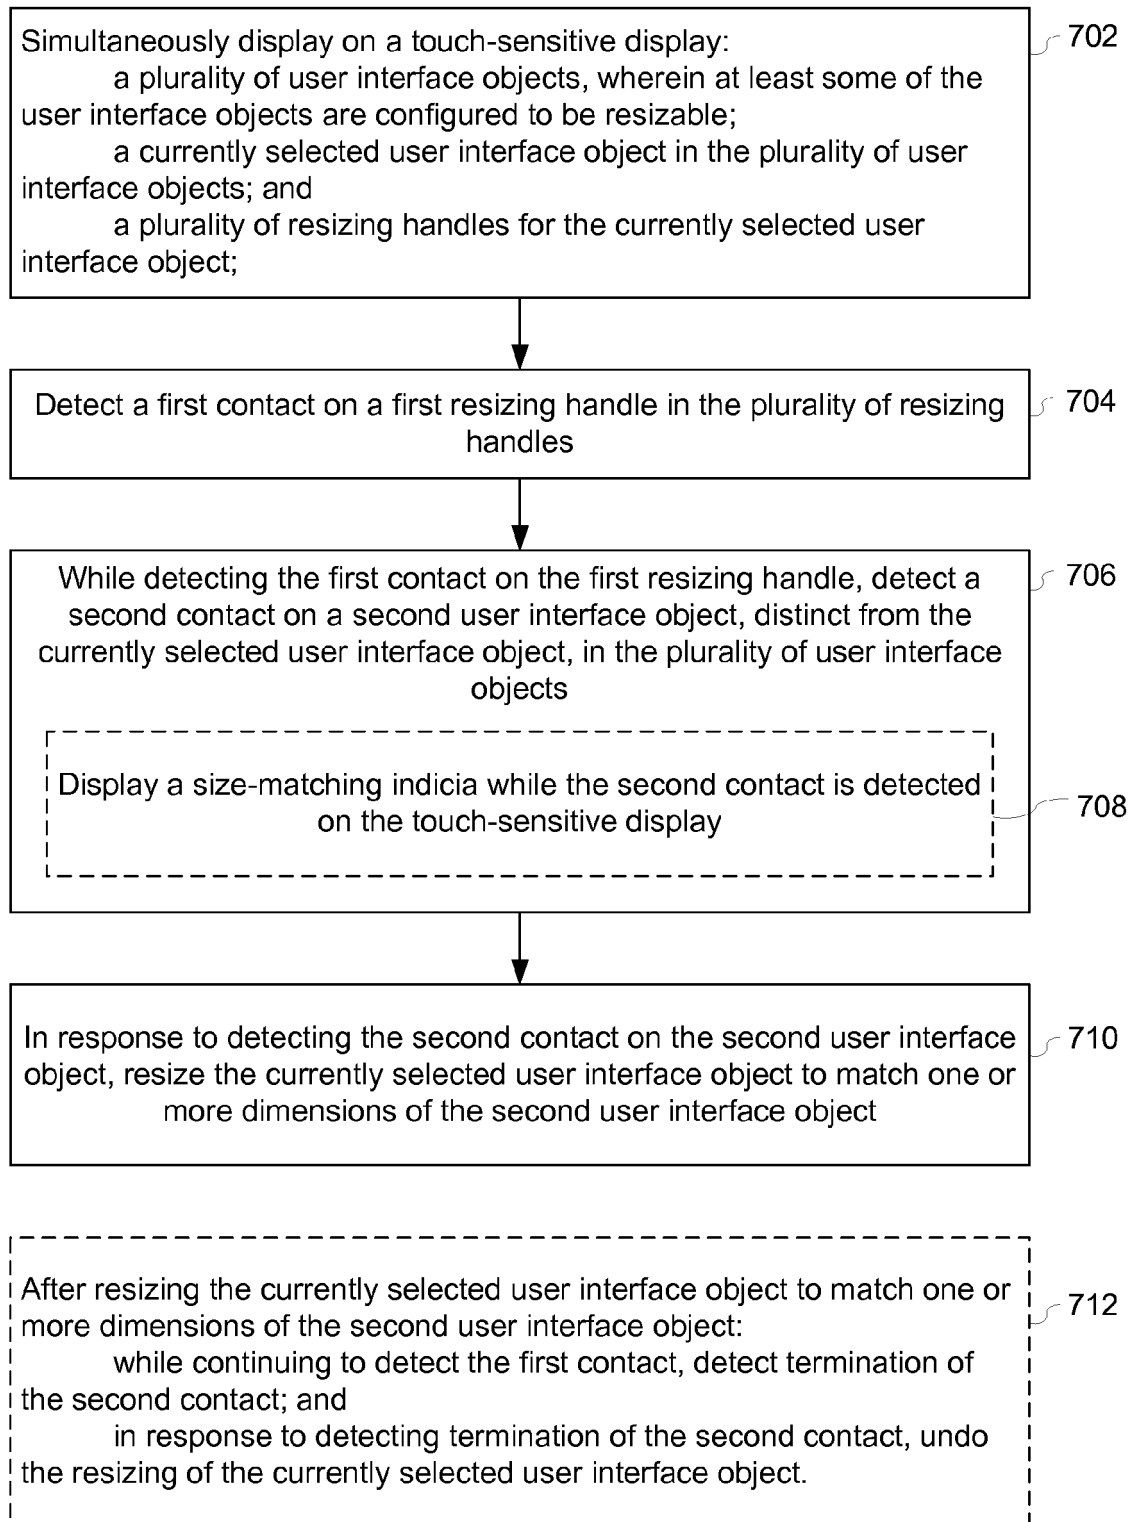 Simultaneously display on a touch-sensitive display:
a plurality of user interface objects, wherein at least some of the
user interface objects are configured to be resizable;
a currently selected user interface object in the plurality of user
interface objects; and
a plurality of resizing handles for the currently selected user
interface object;
702
Detect a first contact on a first resizing handle in the plurality of resizing
handles
704
While detecting the first contact on the first resizing handle, detect a
second contact on a second user interface object, distinct from the
currently selected user interface object, in the plurality of user interface
objects
706
Display a size-matching indicia while the second contact is detected
on the touch-sensitive display
708
In response to detecting the second contact on the second user interface
object, resize the currently selected user interface object to match one or
more dimensions of the second user interface object
710
After resizing the currently selected user interface object to match one or
more dimensions of the second user interface object:
while continuing to detect the first contact, detect termination of
the second contact; and
in response to detecting termination of the second contact, undo
the resizing of the currently selected user interface object.
712